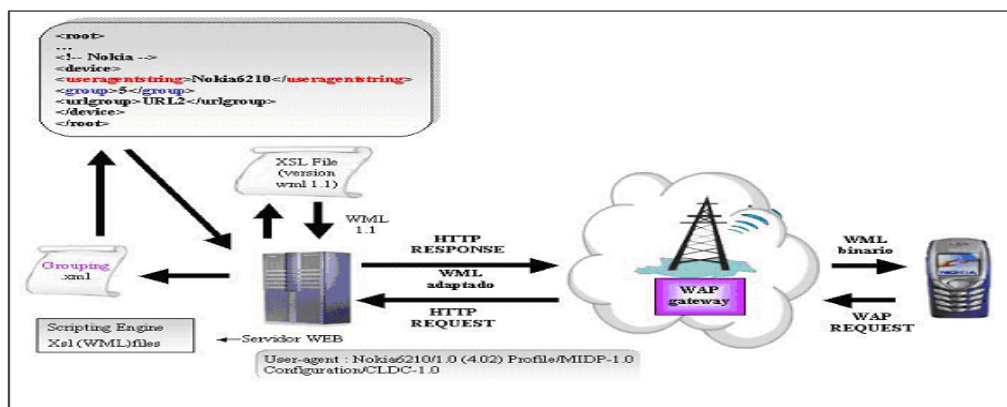 <root>
...
<!-- Nokia -->
<device>
<useragentstring>Nokia6210</useragentstring>
<group>5</group>
<urlgroup>URL2</urlgroup>
</device>
</root>
XSL File
(version
wml 1.1)
WML
1.1
Grouping
.xml
HTTP
RESPONSE
WML
adaptado
HTTP
REQUEST
WAP
gateway
WML
binario
NOKIA
WAP
REQUEST
Scripting Engine
Xsl (WML)files
Servidor WEB
User-agent : Nokia6210/1.0 (4.02) Profile/MIDP-1.0
Configuration/CLDC-1.0